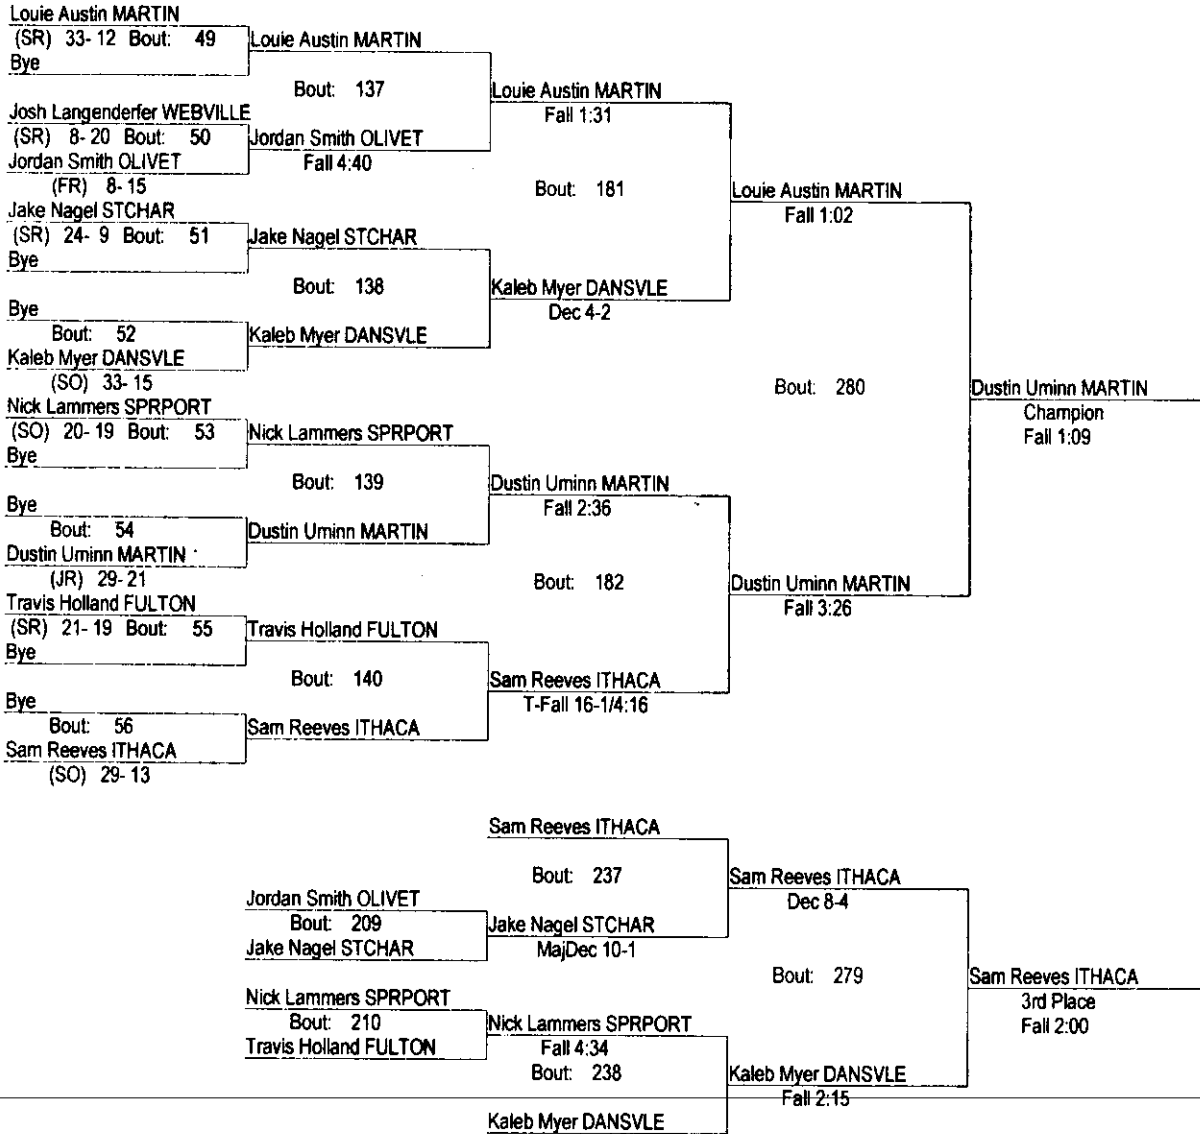 Louie Austin MARTIN
(SR) 33- 12 Bout: 49
Bye
Louie Austin MARTIN
Bout: 137
Josh Langenderfer WEBVILLE
(SR) 8- 20 Bout: 50
Jordan Smith OLIVET
(FR) 8- 15
Jordan Smith OLIVET
Fall 4:40
Louie Austin MARTIN
Fall 1:31
Bout: 181
Jake Nagel STCHAR
(SR) 24- 9 Bout: 51
Bye
Jake Nagel STCHAR
Bout: 138
Bye
Bout: 52
Kaleb Myer DANSVLE
(SO) 33- 15
Kaleb Myer DANSVLE
Kaleb Myer DANSVLE
Dec 4-2
Louie Austin MARTIN
Fall 1:02
Bout: 280
Nick Lammers SPRPORT
(SO) 20- 19 Bout: 53
Bye
Nick Lammers SPRPORT
Bout: 139
Bye
Bout: 54
Dustin Uminn MARTIN
(JR) 29- 21
Dustin Uminn MARTIN
Dustin Uminn MARTIN
Fall 2:36
Bout: 182
Travis Holland FULTON
(SR) 21- 19 Bout: 55
Bye
Travis Holland FULTON
Bout: 140
Bye
Bout: 56
Sam Reeves ITHACA
(SO) 29- 13
Sam Reeves ITHACA
Sam Reeves ITHACA
T-Fall 16-1/4:16
Dustin Uminn MARTIN
Fall 3:26
Dustin Uminn MARTIN
Champion
Fall 1:09
Sam Reeves ITHACA
Bout: 237
Jordan Smith OLIVET
Bout: 209
Jake Nagel STCHAR
Jake Nagel STCHAR
MajDec 10-1
Sam Reeves ITHACA
Dec 8-4
Bout: 279
Nick Lammers SPRPORT
Bout: 210
Travis Holland FULTON
Nick Lammers SPRPORT
Fall 4:34
Bout: 238
Kaleb Myer DANSVLE
Kaleb Myer DANSVLE
Fall 2:15
Sam Reeves ITHACA
3rd Place
Fall 2:00